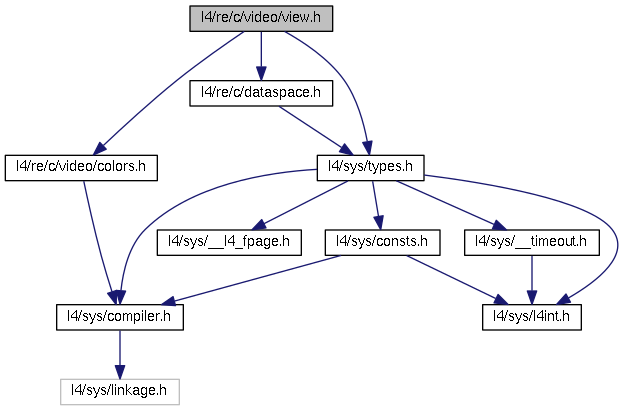 l4/re/c/video/view.h
l4/re/c/dataspace.h
l4/re/c/video/colors.h
l4/sys/types.h
l4/sys/__l4_fpage.h
l4/sys/consts.h
l4/sys/__timeout.h
l4/sys/compiler.h
l4/sys/l4int.h
l4/sys/linkage.h